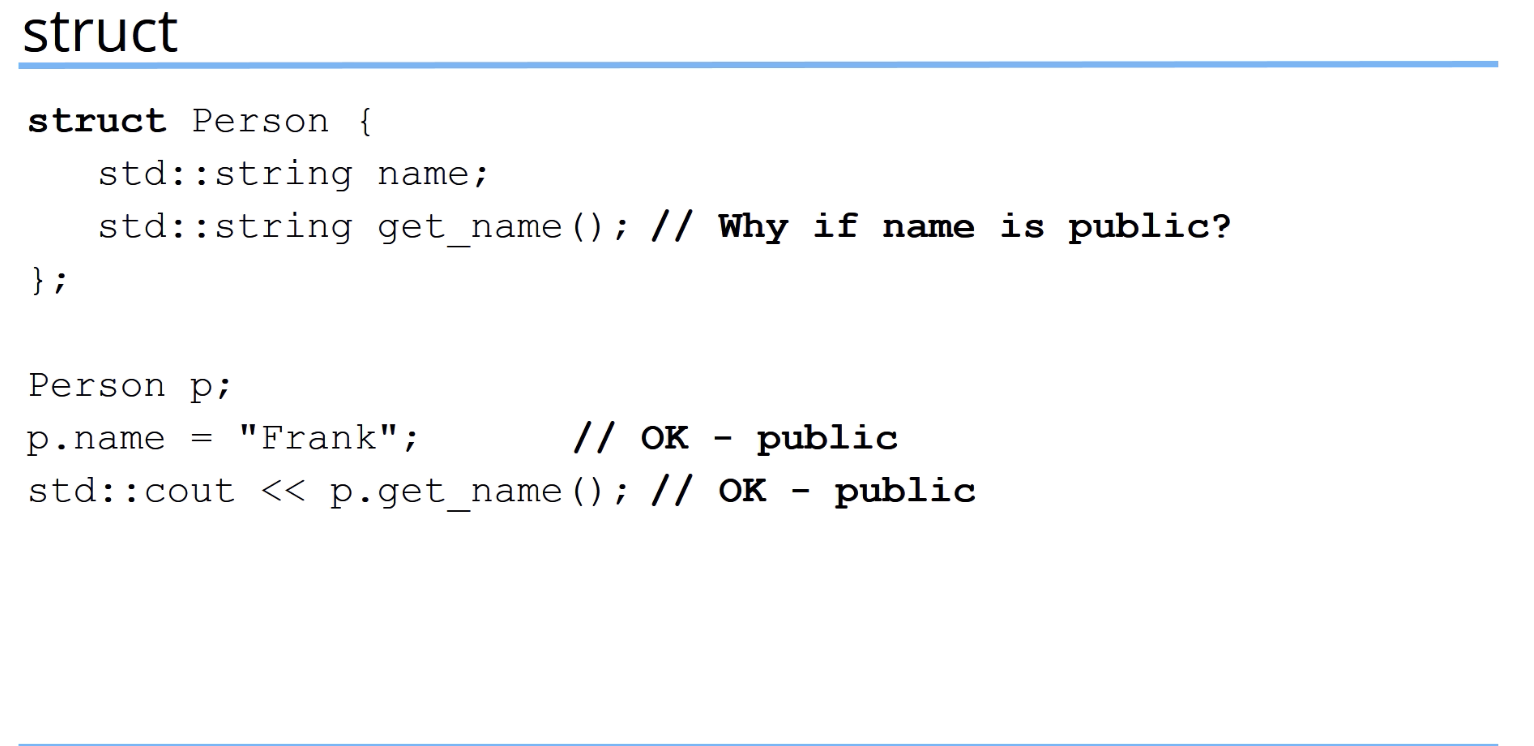 struct
struct Person {
   std::string name;
   std::string get_name(); // Why if name is public?
};
Person p;
p.name = "Frank";      // OK - public
std::cout << p.get_name(); // OK - public